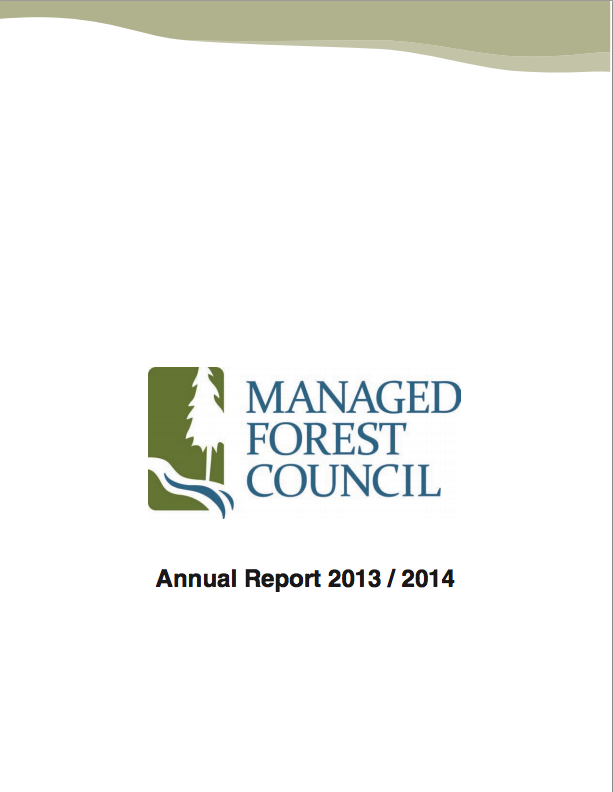 MANAGED
FOREST
COUNCIL
Annual Report 2013 / 2014